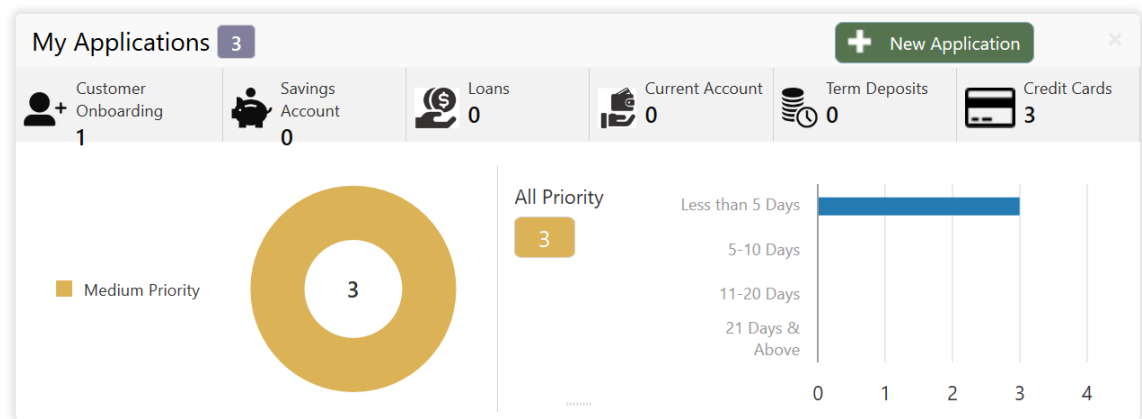 My Applications 3
New Application
Customer
Onboarding
1
Savings
Account
0
Loans
0
Current Account
0
Term Deposits
0
Credit Cards
3
Medium Priority
3
All Priority
3
Less than 5 Days
5-10 Days
11-20 Days
21 Days &
Above
0 1 2 3 4